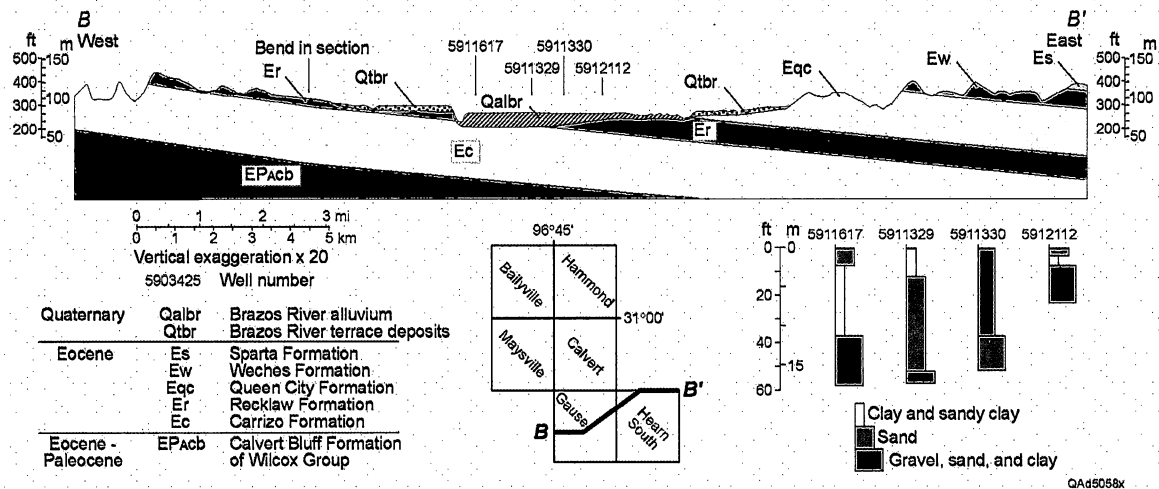 B
West
B'
East
ft m
500 150
400
300 100
200 50
Bend in section
Er
Qtbr
5911617
5911330
5911329
5912112
Qalbr
Qtbr
Eqc
Ew
Es
ft m
500 150
400
300 100
200 50
Ec
Er
EPAcb
0 1 2 3 mi
0 1 2 3 4 5 km
Vertical exaggeration x 20
5903425 Well number
Quaternary Qalbr Brazos River alluvium
Qtbr Brazos River terrace deposits
Eocene Es Sparta Formation
Ew Weches Formation
Eqc Queen City Formation
Er Recklaw Formation
Ec Carrizo Formation
Eocene - Paleocene EPAcb Calvert Bluff Formation
of Wilcox Group
96°45'
Bailyville
Hammond
31°00'
Maysville
Calvert
Gause
Hearn South
B
B'
ft m
0 0
20
40
15
60
5911617 5911329 5911330 5912112
Clay and sandy clay
Sand
Gravel, sand, and clay
QAd5058x